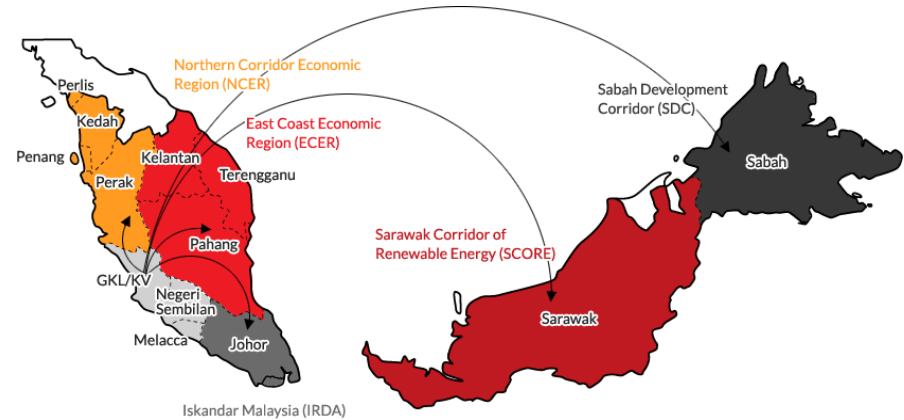 Northern Corridor Economic
Region (NCER)
East Coast Economic
Region (ECER)
Sabah Development
Corridor (SDC)
Sarawak Corridor of
Renewable Energy (SCORE)
Perlis
Kedah
Penang
Perak
Kelantan
Terengganu
Pahang
GKL/KV
Negeri
Sembilan
Melacca
Johor
Iskandar Malaysia (IRDA)
Sabah
Sarawak